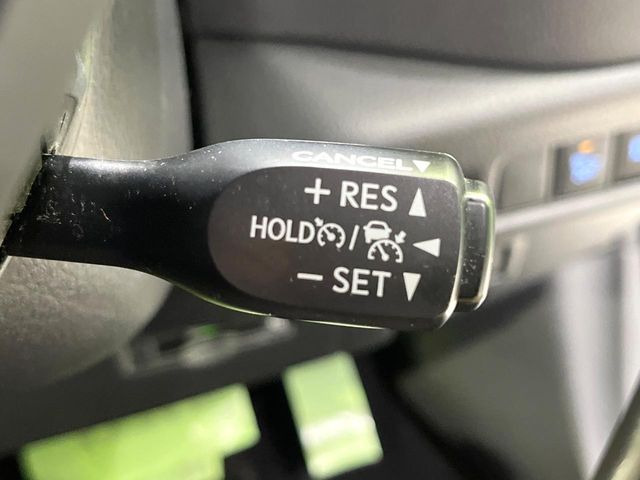 CANCEL▼
+ RES ▲
HOLD / ◀
− SET ▼